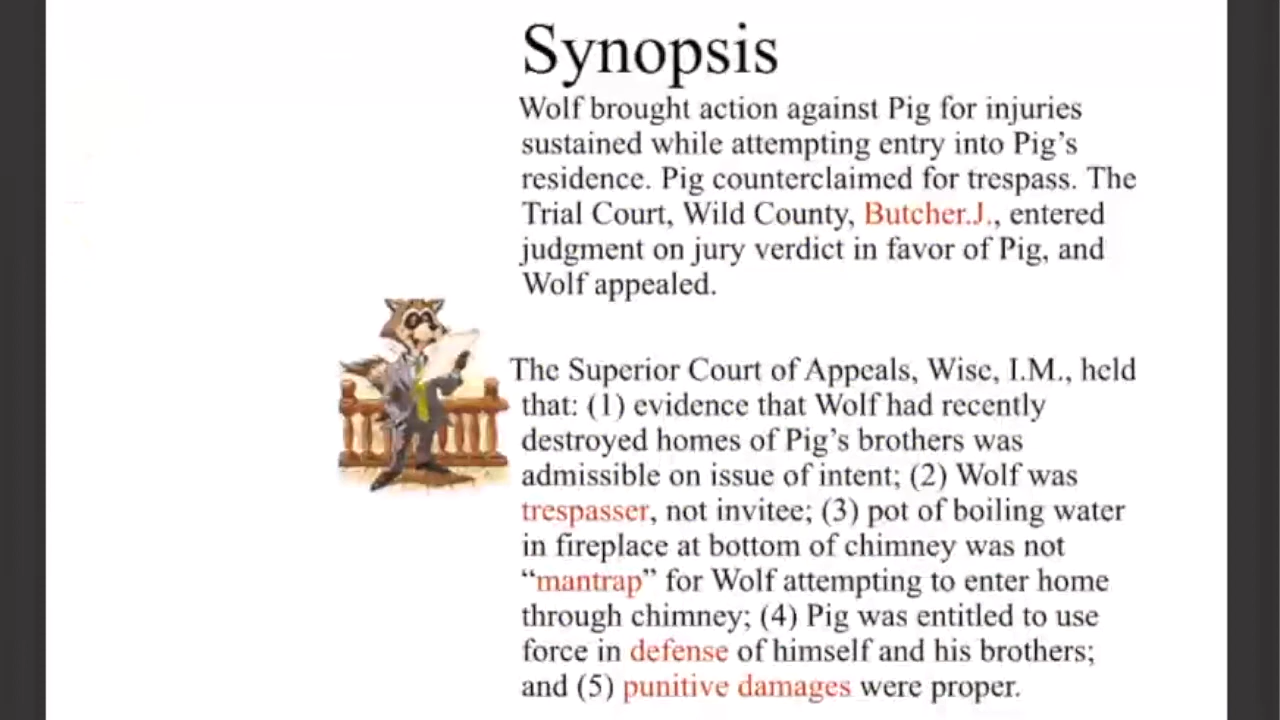 Synopsis
Wolf brought action against Pig for injuries
sustained while attempting entry into Pig’s
residence. Pig counterclaimed for trespass. The
Trial Court, Wild County, Butcher.J., entered
judgment on jury verdict in favor of Pig, and
Wolf appealed.
The Superior Court of Appeals, Wise, I.M., held
that: (1) evidence that Wolf had recently
destroyed homes of Pig’s brothers was
admissible on issue of intent; (2) Wolf was
trespasser, not invitee; (3) pot of boiling water
in fireplace at bottom of chimney was not
“mantrap” for Wolf attempting to enter home
through chimney; (4) Pig was entitled to use
force in defense of himself and his brothers;
and (5) punitive damages were proper.